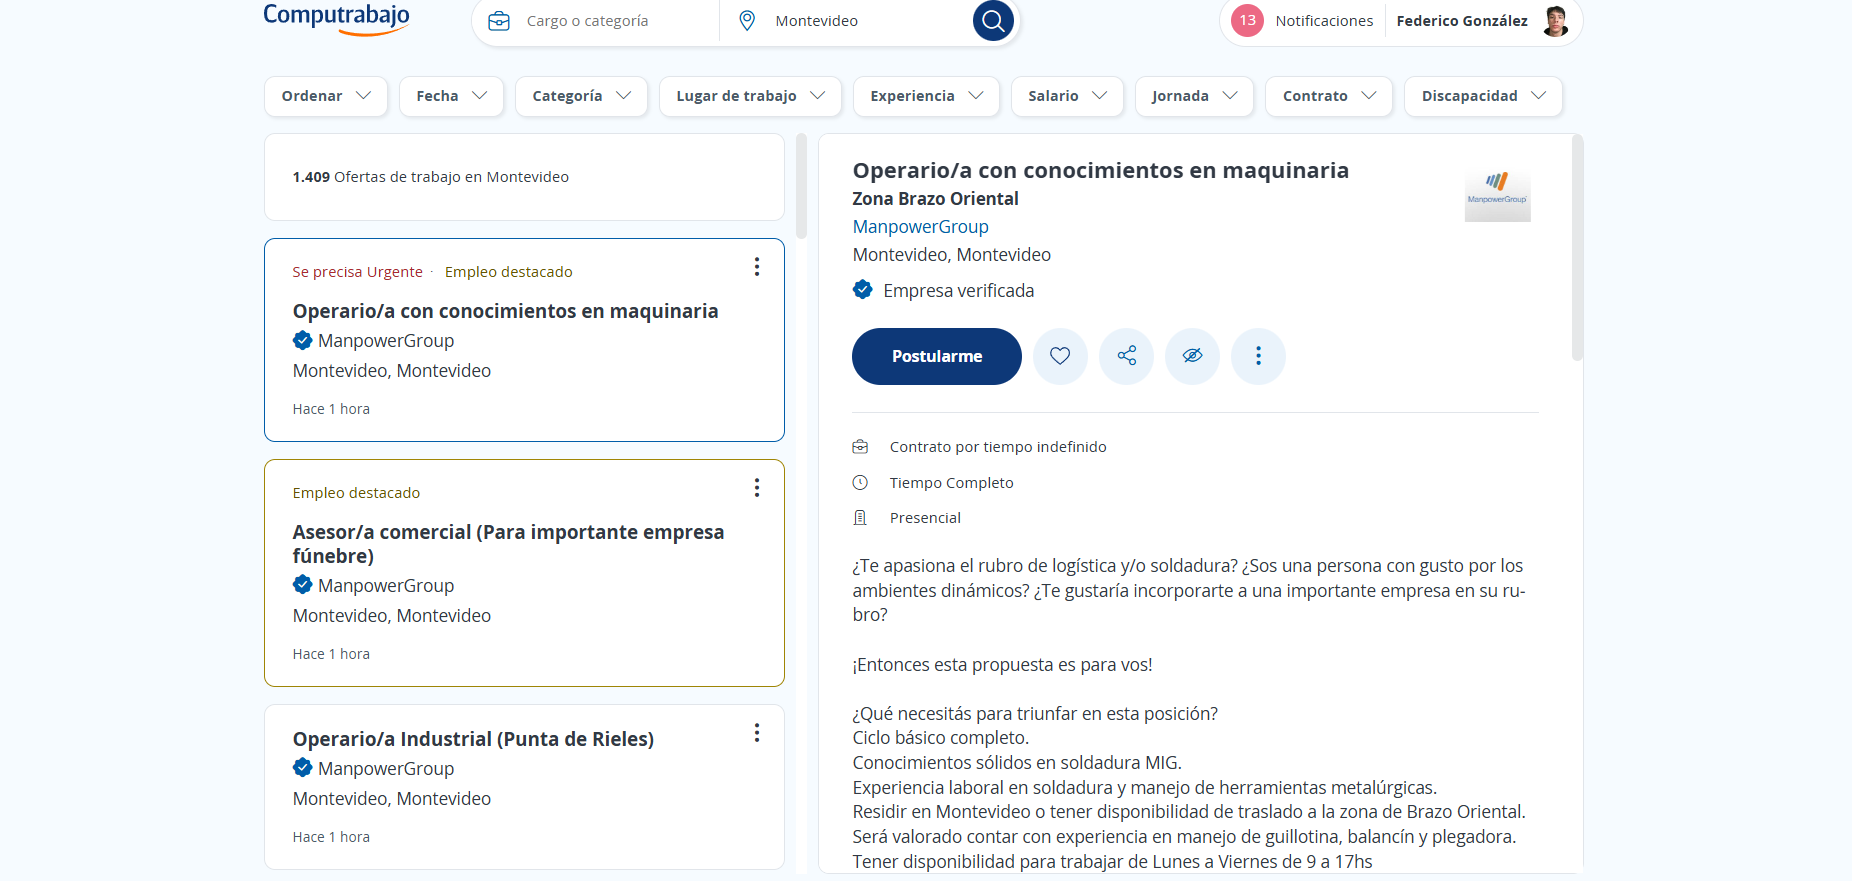 Computrabajo
Cargo o categoría
Montevideo
13 Notificaciones
Federico González
Ordenar
Fecha
Categoría
Lugar de trabajo
Experiencia
Salario
Jornada
Contrato
Discapacidad
1.409 Ofertas de trabajo en Montevideo
Se precisa Urgente · Empleo destacado
Operario/a con conocimientos en maquinaria
ManpowerGroup
Montevideo, Montevideo
Hace 1 hora
Empleo destacado
Asesor/a comercial (Para importante empresa
fúnebre)
ManpowerGroup
Montevideo, Montevideo
Hace 1 hora
Operario/a Industrial (Punta de Rieles)
ManpowerGroup
Montevideo, Montevideo
Hace 1 hora
Operario/a con conocimientos en maquinaria
Zona Brazo Oriental
ManpowerGroup
Montevideo, Montevideo
Empresa verificada
ManpowerGroup
Postularme
Contrato por tiempo indefinido
Tiempo Completo
Presencial
¿Te apasiona el rubro de logística y/o soldadura? ¿Sos una persona con gusto por los
ambientes dinámicos? ¿Te gustaría incorporarte a una importante empresa en su ru-
bro?
¡Entonces esta propuesta es para vos!
¿Qué necesitás para triunfar en esta posición?
Ciclo básico completo.
Conocimientos sólidos en soldadura MIG.
Experiencia laboral en soldadura y manejo de herramientas metalúrgicas.
Residir en Montevideo o tener disponibilidad de traslado a la zona de Brazo Oriental.
Será valorado contar con experiencia en manejo de guillotina, balancín y plegadora.
Tener disponibilidad para trabajar de Lunes a Viernes de 9 a 17hs